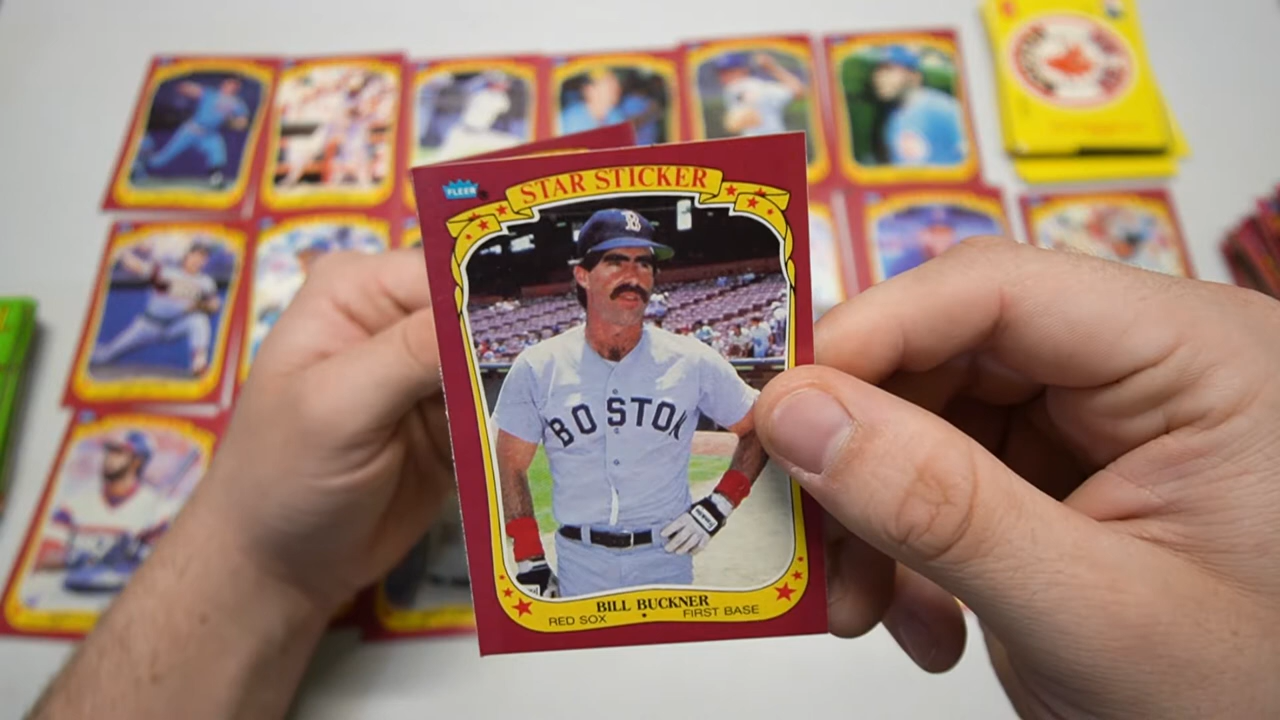 FLEER
STAR STICKER
B
BOSTON
BILL BUCKNER
RED SOX • FIRST BASE